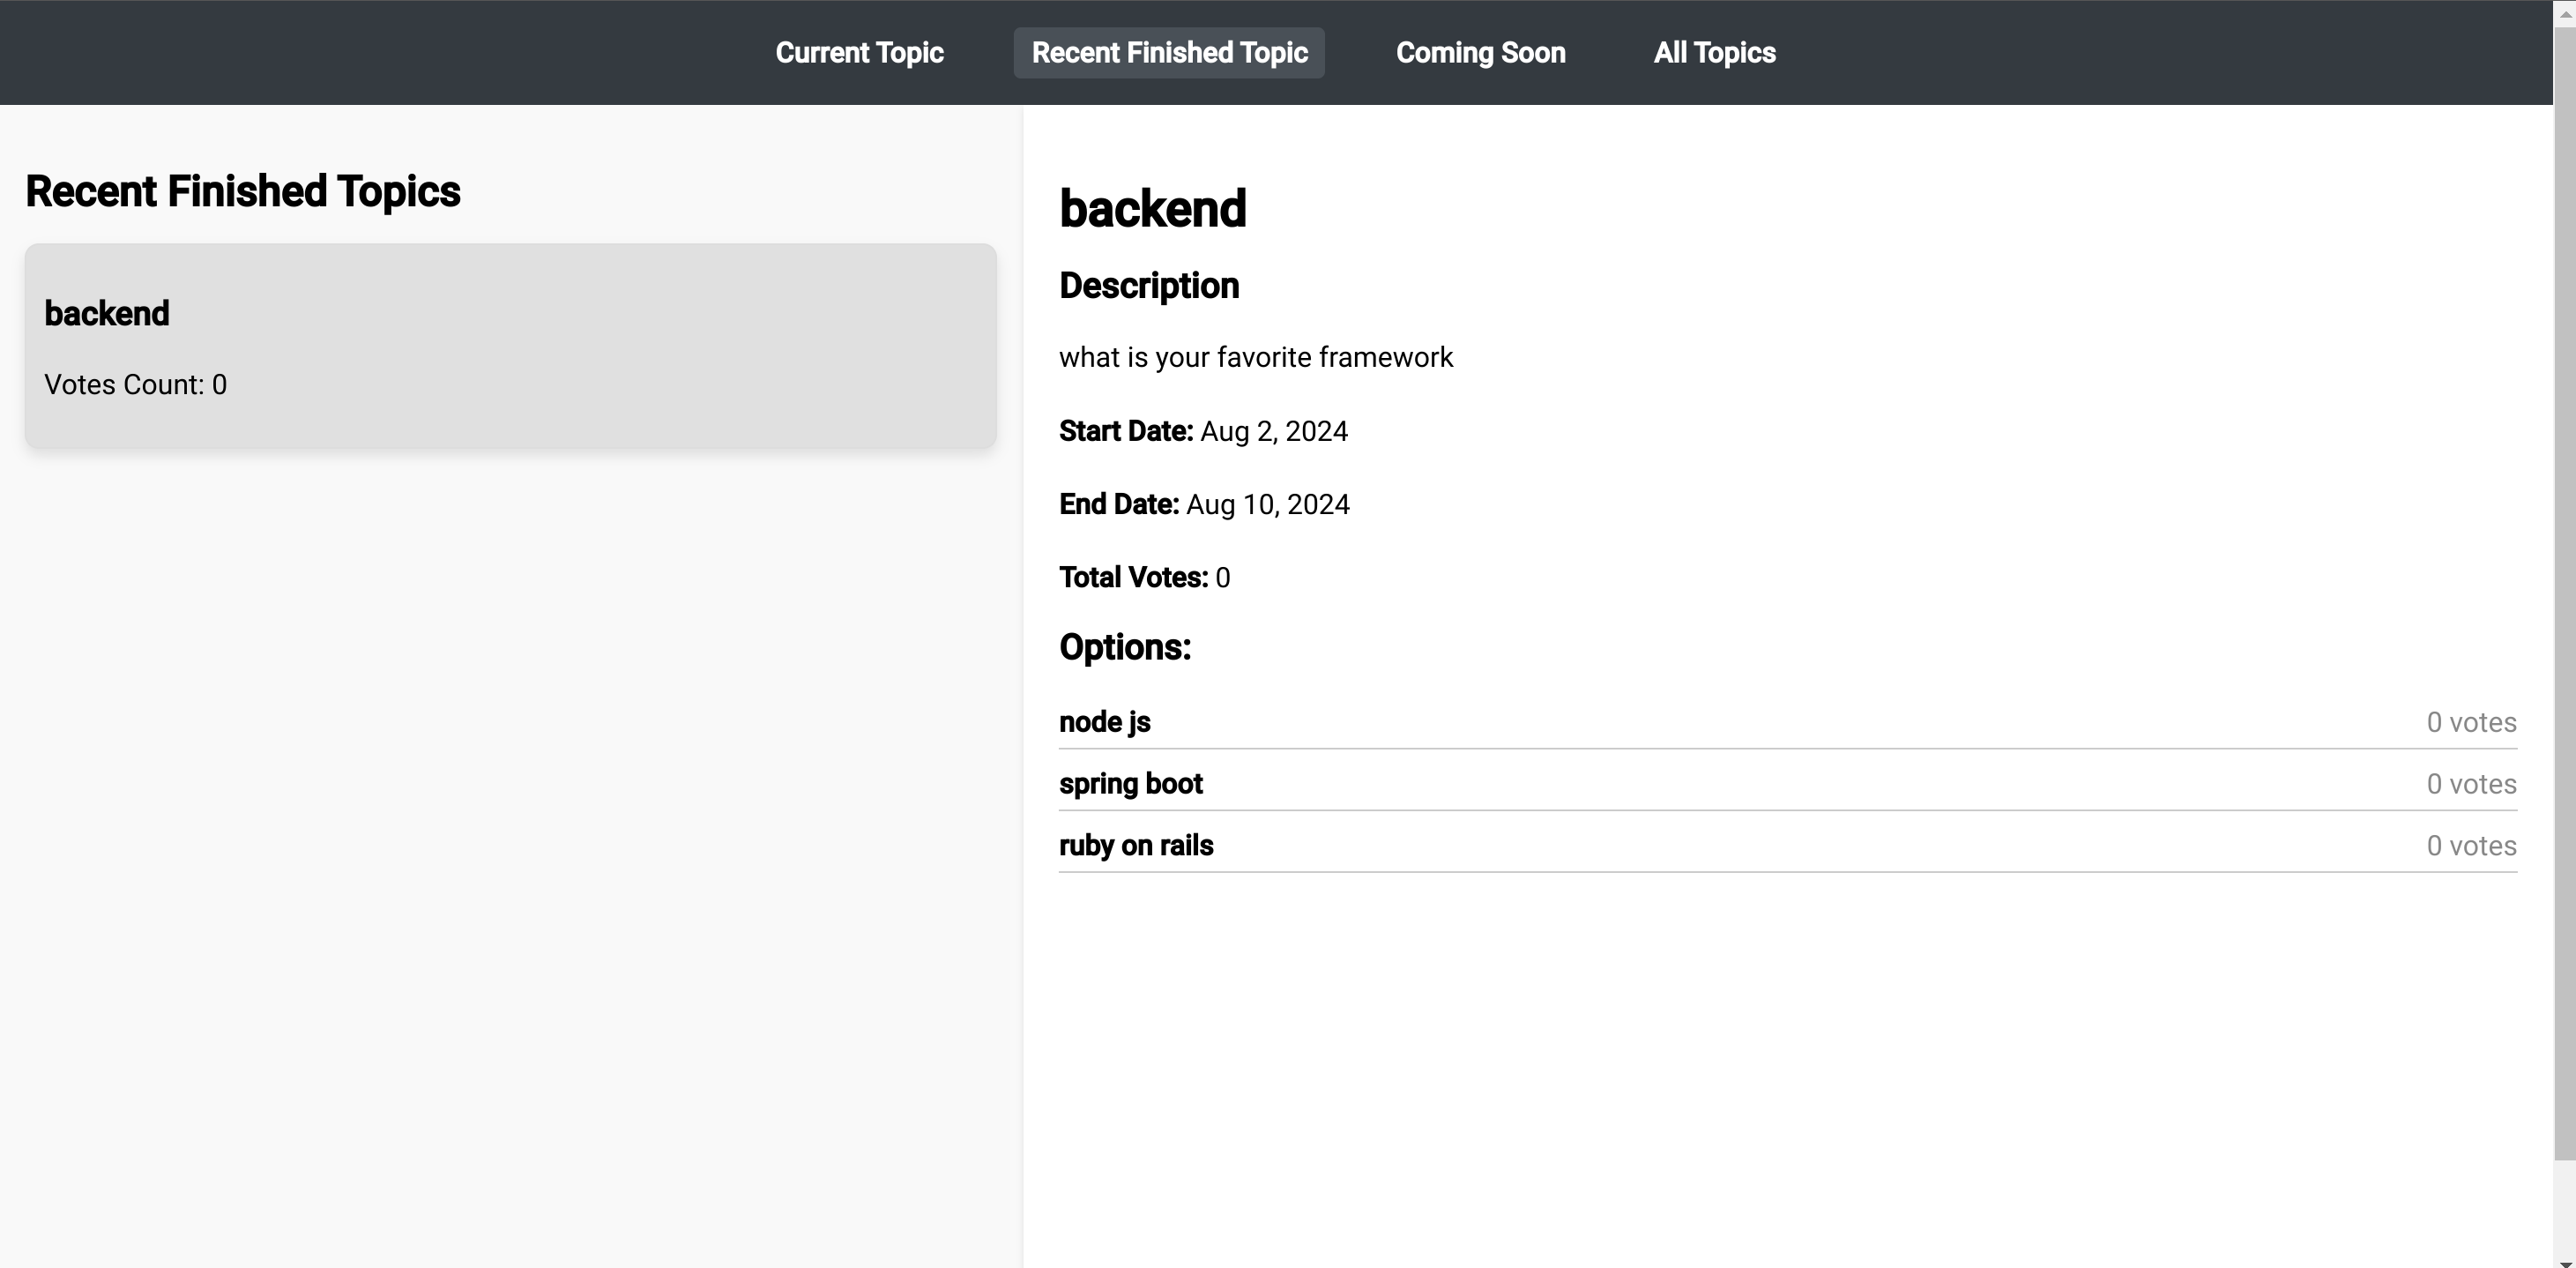 Current Topic Recent Finished Topic Coming Soon All Topics
Recent Finished Topics
backend
Votes Count: 0
backend
Description
what is your favorite framework
Start Date: Aug 2, 2024
End Date: Aug 10, 2024
Total Votes: 0
Options:
node js 0 votes
spring boot 0 votes
ruby on rails 0 votes